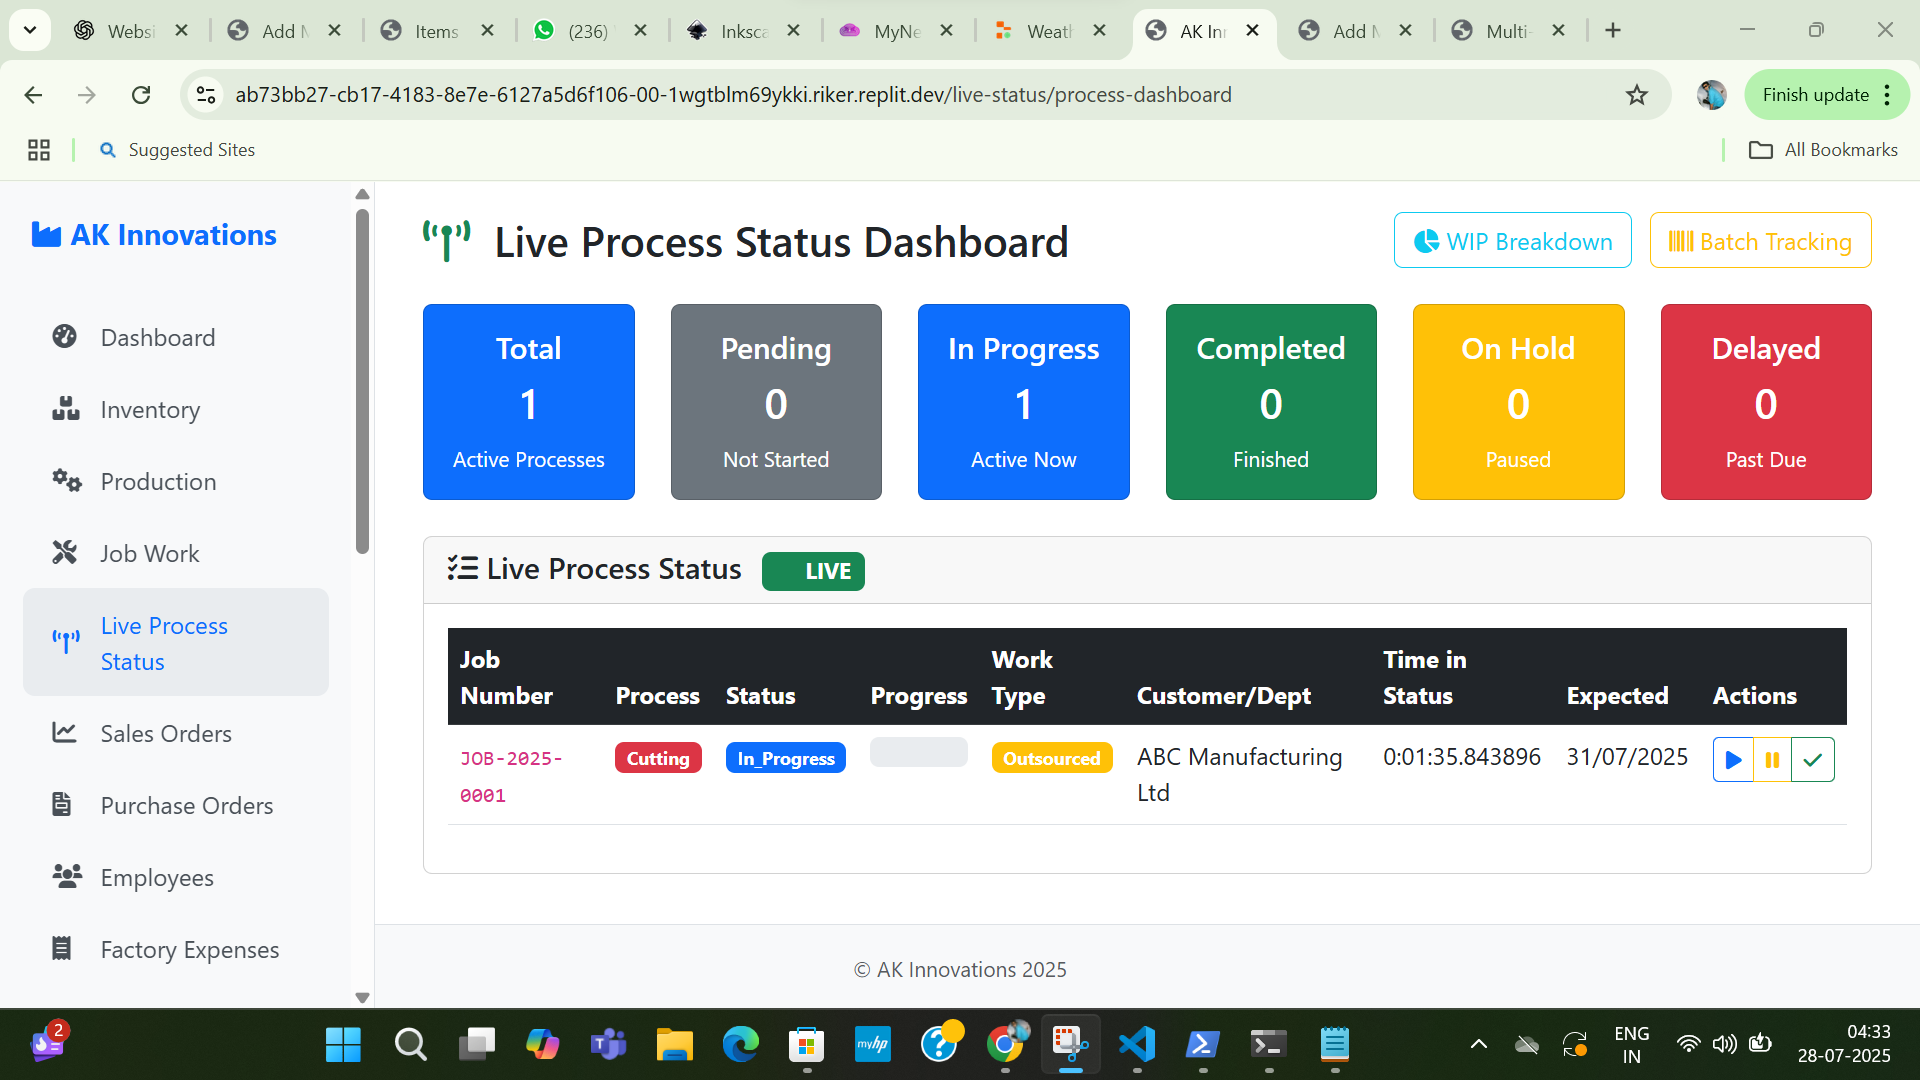 Websi
Add M
Items
(236)
Inksca
MyNe
Weath
AK Inn
Add M
Multi-
ab73bb27-cb17-4183-8e7e-6127a5d6f106-00-1wgtblm69ykki.riker.replit.dev/live-status/process-dashboard
Finish update
Suggested Sites
All Bookmarks
AK Innovations
Dashboard
Inventory
Production
Job Work
Live Process
Status
Sales Orders
Purchase Orders
Employees
Factory Expenses
Live Process Status Dashboard
WIP Breakdown
Batch Tracking
Total
1
Active Processes
Pending
0
Not Started
In Progress
1
Active Now
Completed
0
Finished
On Hold
0
Paused
Delayed
0
Past Due
Live Process Status LIVE
Job
Number
Process
Status
Progress
Work
Type
Customer/Dept
Time in
Status
Expected
Actions
JOB-2025-
0001
Cutting
In_Progress
Outsourced
ABC Manufacturing
Ltd
0:01:35.843896
31/07/2025
© AK Innovations 2025
2
myhp
ENG
IN
04:33
28-07-2025